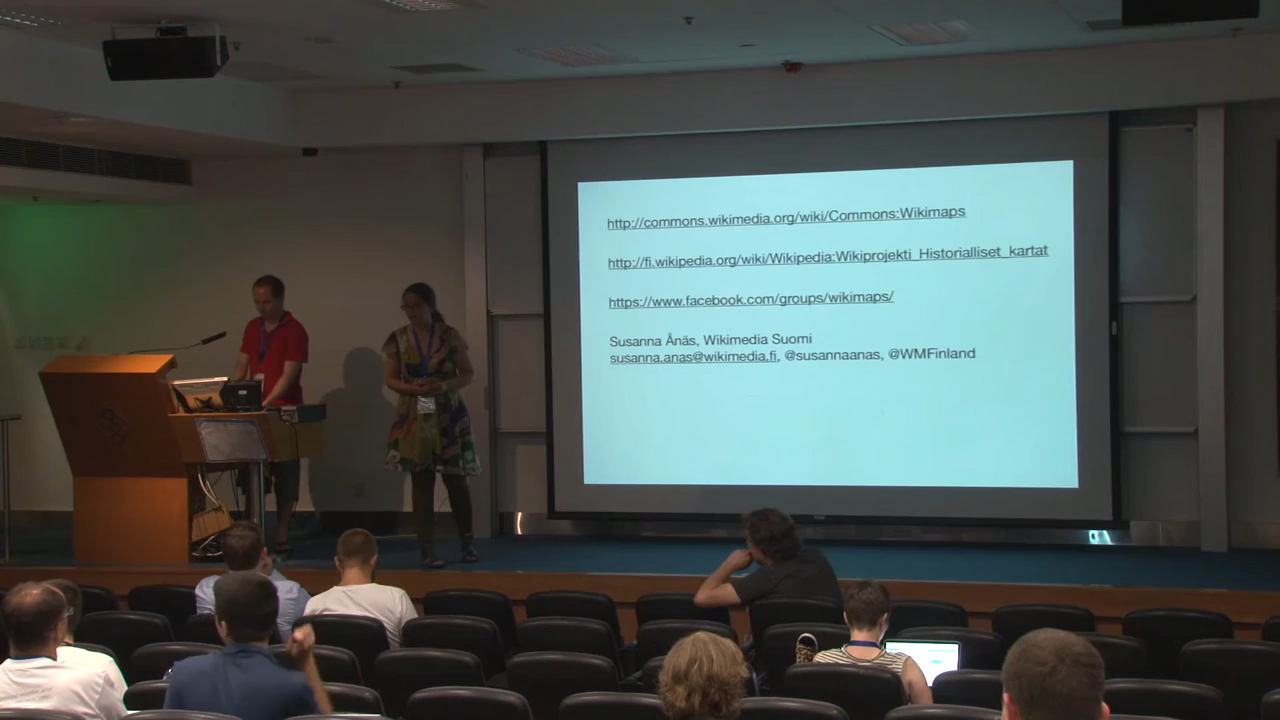 http://commons.wikimedia.org/wiki/Commons:Wikimaps
http://fi.wikipedia.org/wiki/Wikipedia:Wikiprojekti_Historialliset_kartat
https://www.facebook.com/groups/wikimaps/
Susanna Ånäs, Wikimedia Suomi
susanna.anas@wikimedia.fi, @susannaanas, @WMFinland